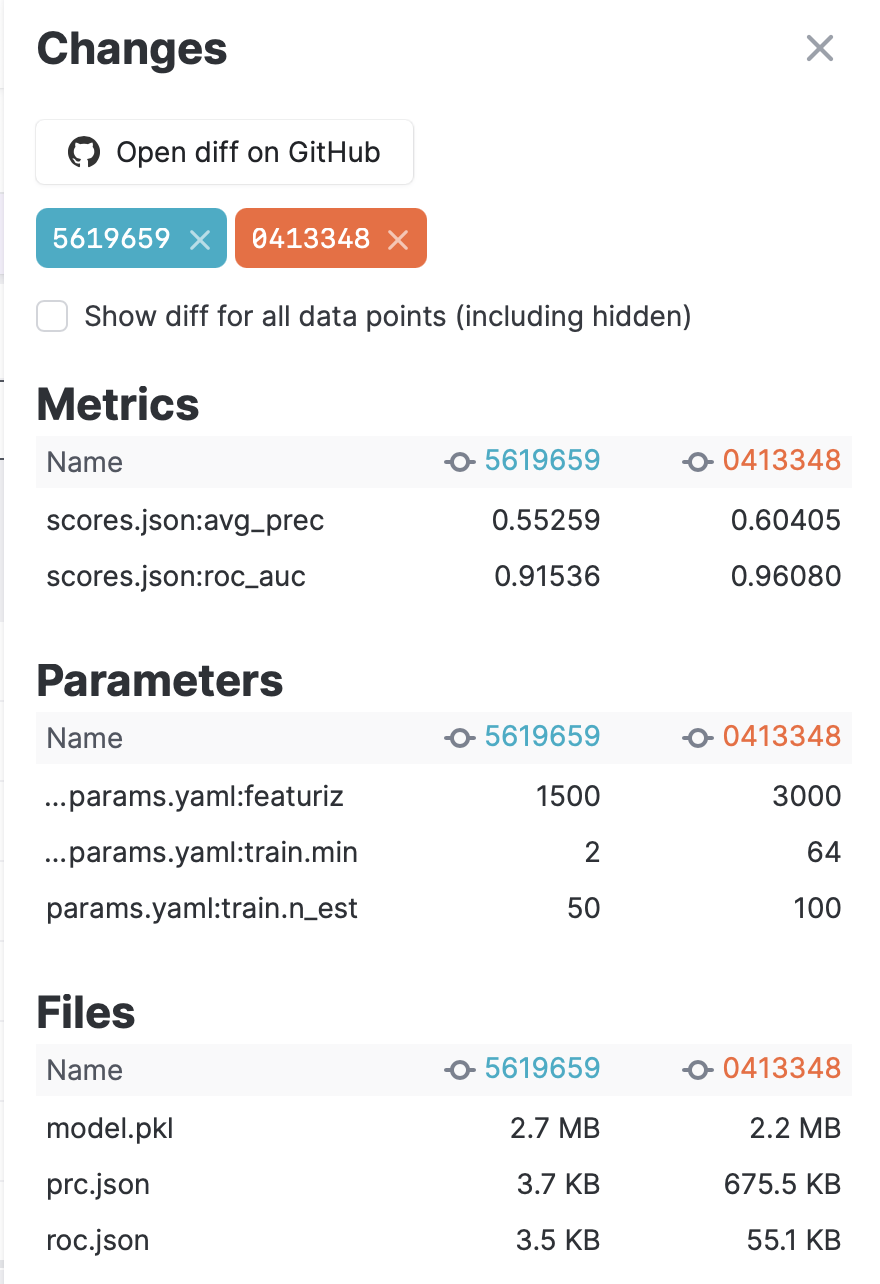 Changes
Open diff on GitHub
5619659 0413348
Show diff for all data points (including hidden)
Metrics
Name 5619659 0413348
scores.json:avg_prec 0.55259 0.60405
scores.json:roc_auc 0.91536 0.96080
Parameters
Name 5619659 0413348
...params.yaml:featuriz 1500 3000
...params.yaml:train.min 2 64
params.yaml:train.n_est 50 100
Files
Name 5619659 0413348
model.pkl 2.7 MB 2.2 MB
prc.json 3.7 KB 675.5 KB
roc.json 3.5 KB 55.1 KB